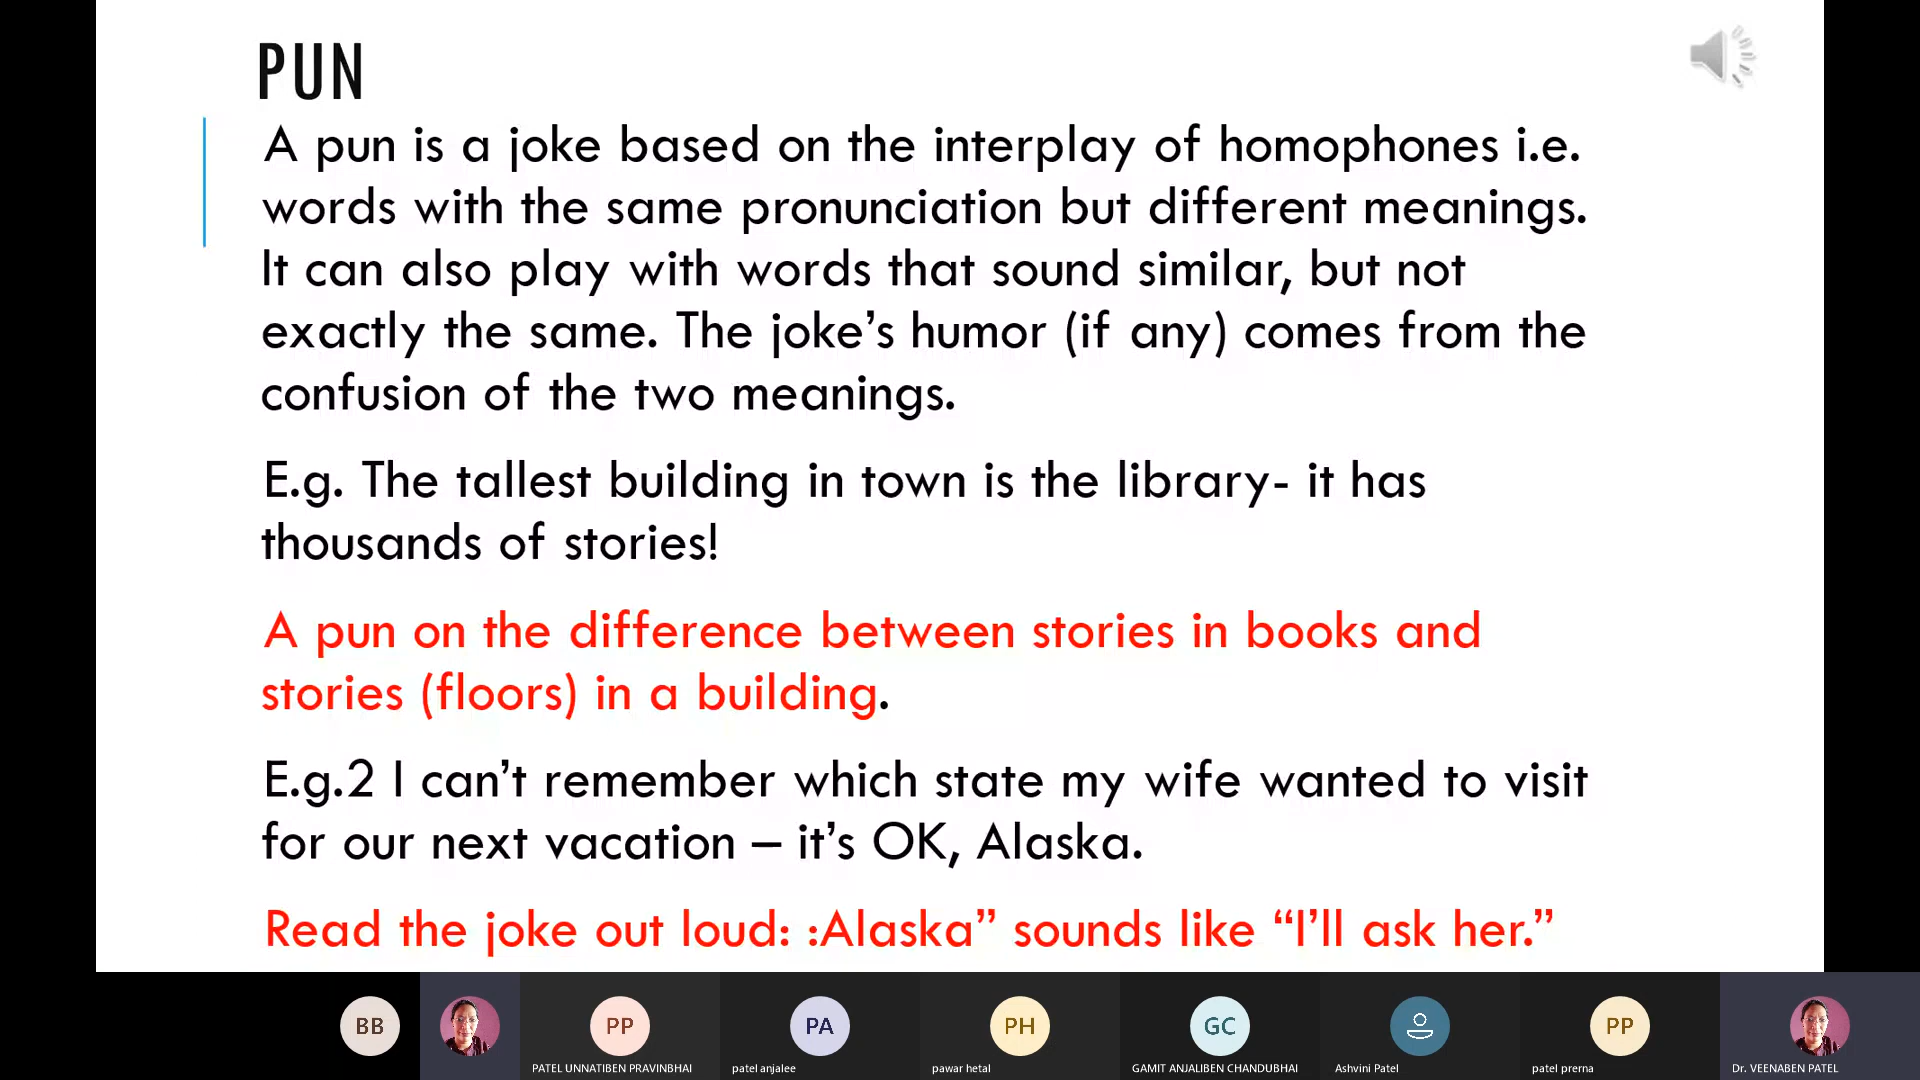 PUN
A pun is a joke based on the interplay of homophones i.e.
words with the same pronunciation but different meanings.
It can also play with words that sound similar, but not
exactly the same. The joke’s humor (if any) comes from the
confusion of the two meanings.
E.g. The tallest building in town is the library- it has
thousands of stories!
A pun on the difference between stories in books and
stories (floors) in a building.
E.g.2 I can’t remember which state my wife wanted to visit
for our next vacation – it’s OK, Alaska.
Read the joke out loud: :Alaska” sounds like “I’ll ask her.”
BB
PP
PA
PH
GC
PP
PATEL UNNATIBEN PRAVINBHAI
patel anjalee
pawar hetal
GAMIT ANJALIBEN CHANDUBHAI
Ashvini Patel
patel prerna
Dr. VEENABEN PATEL